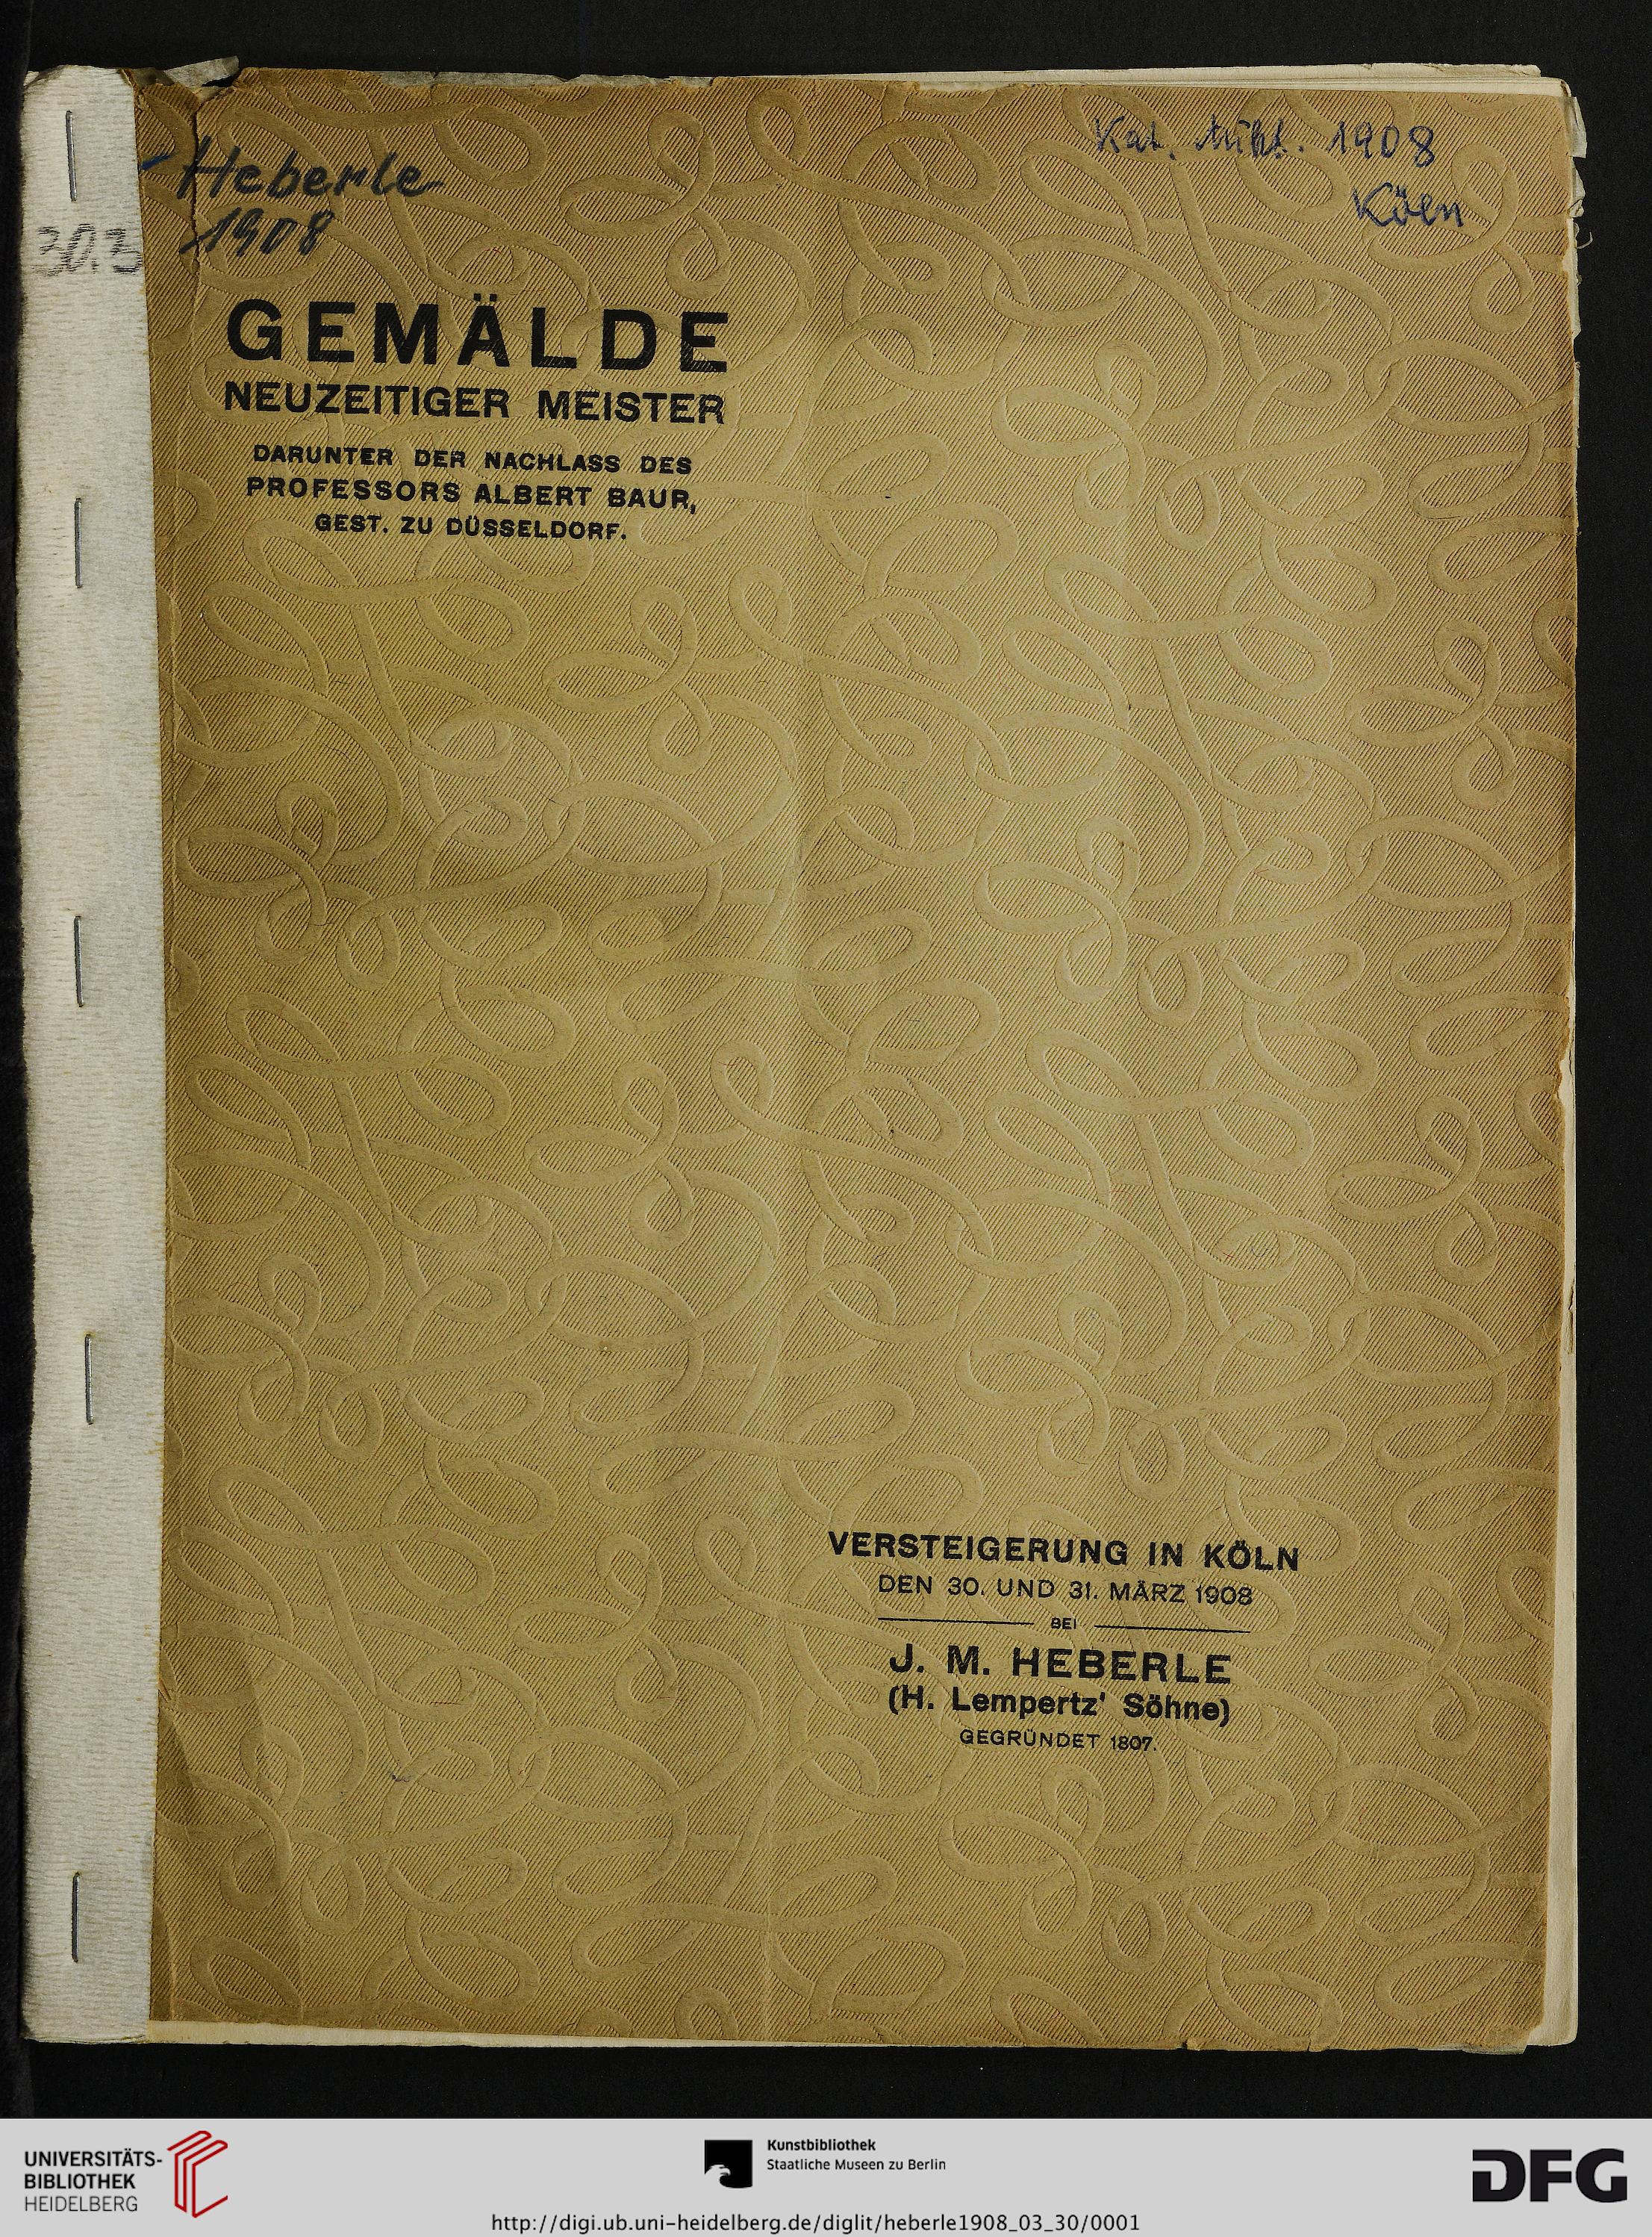 Heberle
1908
30.3
Kat. 1908
Köln
GEMÄLDE
NEUZEITIGER MEISTER
DARUNTER DER NACHLASS DES
PROFESSORS ALBERT BAUR,
GEST. ZU DÜSSELDORF.
VERSTEIGERUNG IN KÖLN
DEN 30. UND 31. MÄRZ 1908
BEI
J. M. HEBERLE
(H. Lempertz' Söhne)
GEGRÜNDET 1807.
UNIVERSITÄTS-
BIBLIOTHEK
HEIDELBERG
Kunstbibliothek
Staatliche Museen zu Berlin
DFG
http://digi.ub.uni-heidelberg.de/diglit/heberle1908_03_30/0001